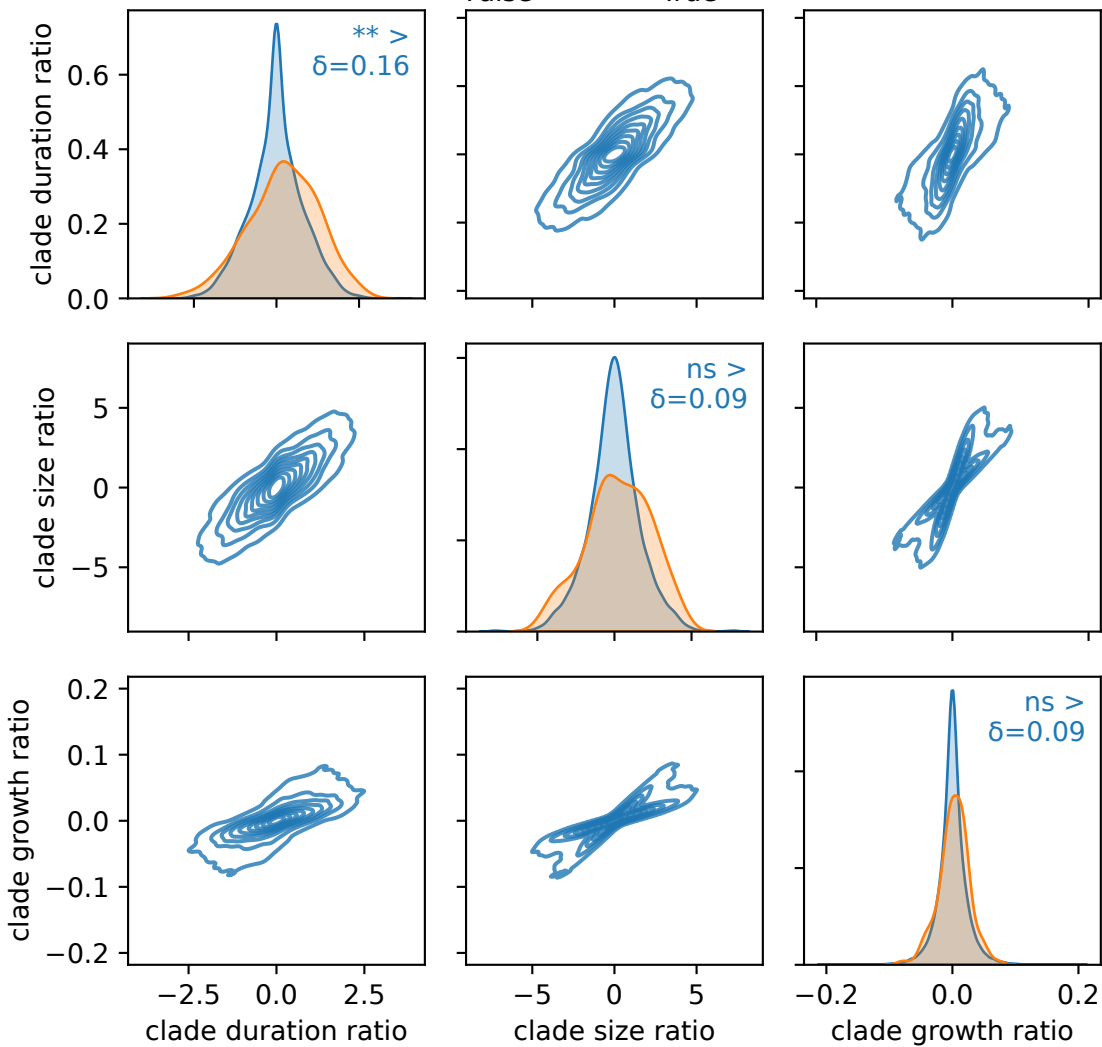 False True
** >
δ=0.16
clade duration ratio
0.6
0.4
0.2
0.0
ns >
δ=0.09
clade size ratio
5
0
−5
ns >
δ=0.09
clade growth ratio
0.2
0.1
0.0
−0.1
−0.2
−2.5 0.0 2.5 −5 0 5 −0.2 0.0 0.2
clade duration ratio clade size ratio clade growth ratio